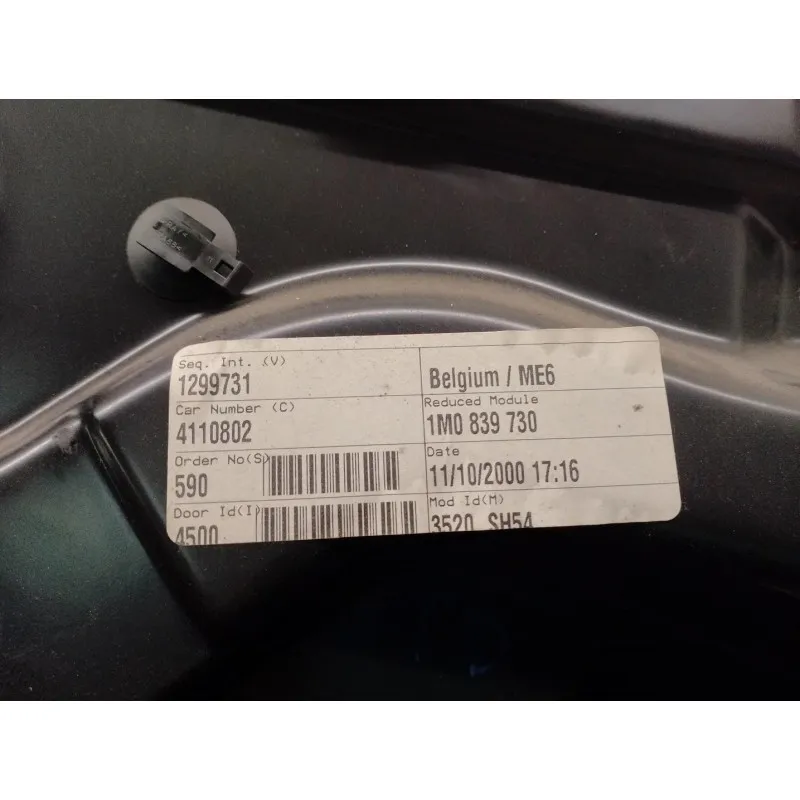 Seq. Int. (V)
1299731
Belgium / ME6
Car Number (C)
4110802
Reduced Module
1M0 839 730
Order No(S)
590
Date
11/10/2000 17:16
Door Id(I)
4500
Mod Id(M)
3520 SH54